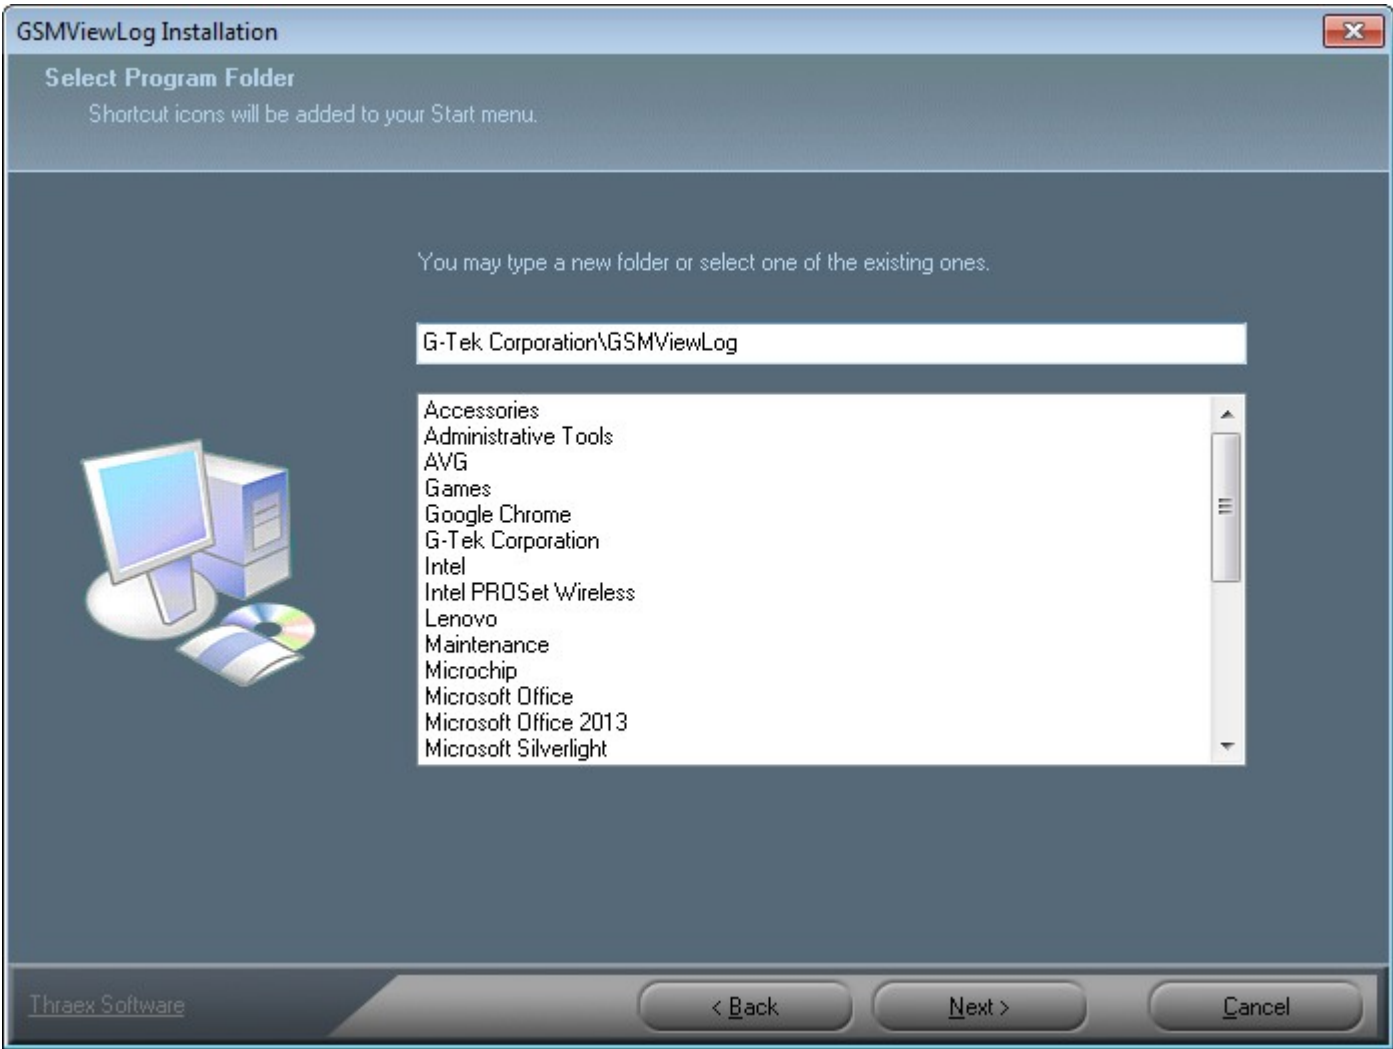 GSMViewLog Installation
Select Program Folder
Shortcut icons will be added to your Start menu.
You may type a new folder or select one of the existing ones.
G-Tek Corporation\GSMViewLog
Accessories
Administrative Tools
AVG
Games
Google Chrome
G-Tek Corporation
Intel
Intel PROSet Wireless
Lenovo
Maintenance
Microchip
Microsoft Office
Microsoft Office 2013
Microsoft Silverlight
Thraex Software
< Back
Next >
Cancel